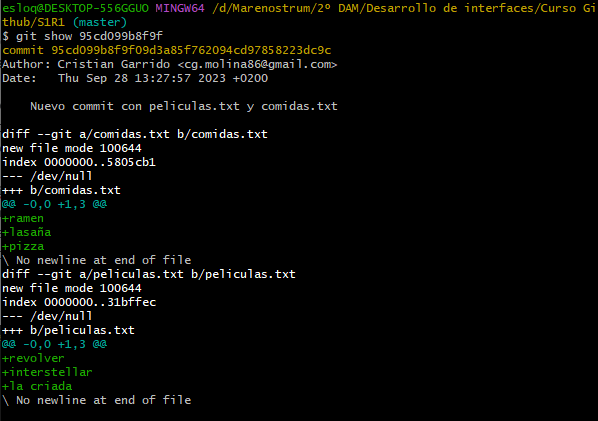 esloq@DESKTOP-556GGUO MINGW64 /d/Marenostrum/2º DAM/Desarrollo de interfaces/Curso Gi
thub/S1R1 (master)
$ git show 95cd099b8f9f
commit 95cd099b8f9f09d3a85f762094cd97858223dc9c
Author: Cristian Garrido <cg.molina86@gmail.com>
Date:   Thu Sep 28 13:27:57 2023 +0200

    Nuevo commit con peliculas.txt y comidas.txt

diff --git a/comidas.txt b/comidas.txt
new file mode 100644
index 0000000..5805cb1
--- /dev/null
+++ b/comidas.txt
@@ -0,0 +1,3 @@
+ramen
+lasaña
+pizza
\ No newline at end of file
diff --git a/peliculas.txt b/peliculas.txt
new file mode 100644
index 0000000..31bffec
--- /dev/null
+++ b/peliculas.txt
@@ -0,0 +1,3 @@
+revolver
+interstellar
+la criada
\ No newline at end of file